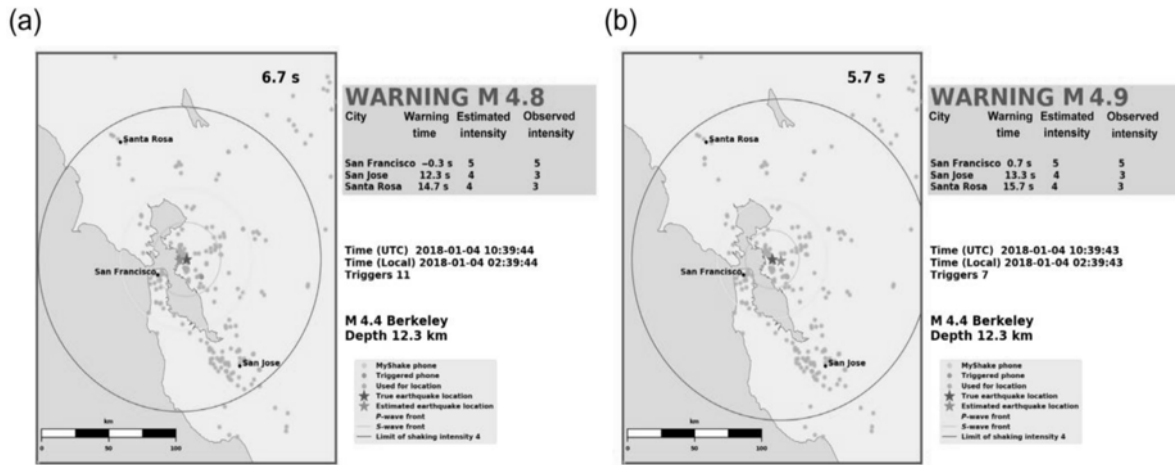 (a)
6.7 s
Santa Rosa
San Francisco
San Jose
km
0 50 100
WARNING M 4.8
City Warning time Estimated intensity Observed intensity
San Francisco −0.3 s 5 5
San Jose 12.3 s 4 3
Santa Rosa 14.7 s 4 3
Time (UTC) 2018-01-04 10:39:44
Time (Local) 2018-01-04 02:39:44
Triggers 11
M 4.4 Berkeley
Depth 12.3 km
MyShake phone
Triggered phone
Used for location
True earthquake location
Estimated earthquake location
P-wave front
S-wave front
Limit of shaking intensity 4
(b)
5.7 s
Santa Rosa
San Francisco
San Jose
km
0 50 100
WARNING M 4.9
City Warning time Estimated intensity Observed intensity
San Francisco 0.7 s 5 5
San Jose 13.3 s 4 3
Santa Rosa 15.7 s 4 3
Time (UTC) 2018-01-04 10:39:43
Time (Local) 2018-01-04 02:39:43
Triggers 7
M 4.4 Berkeley
Depth 12.3 km
MyShake phone
Triggered phone
Used for location
True earthquake location
Estimated earthquake location
P-wave front
S-wave front
Limit of shaking intensity 4